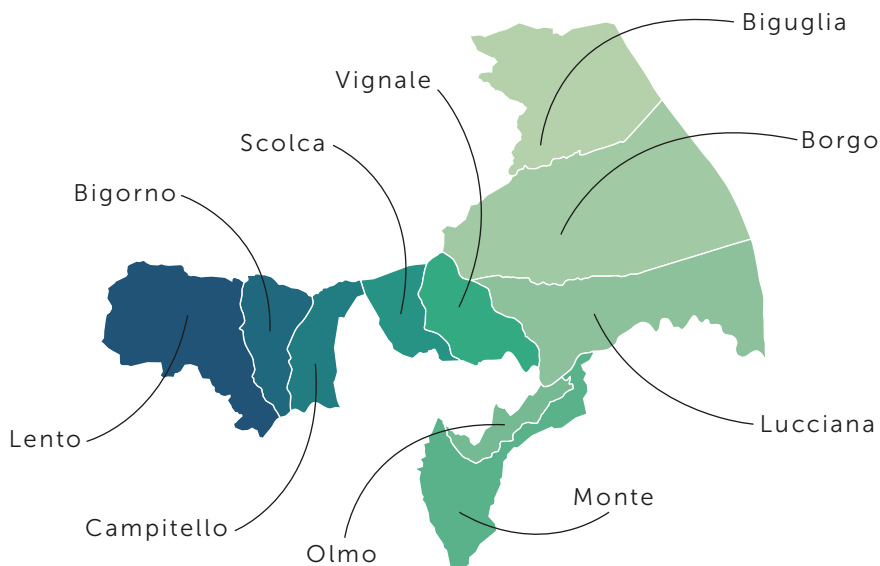 Biguglia
Vignale
Scolca
Borgo
Bigorno
Lento
Lucciana
Monte
Campitello
Olmo